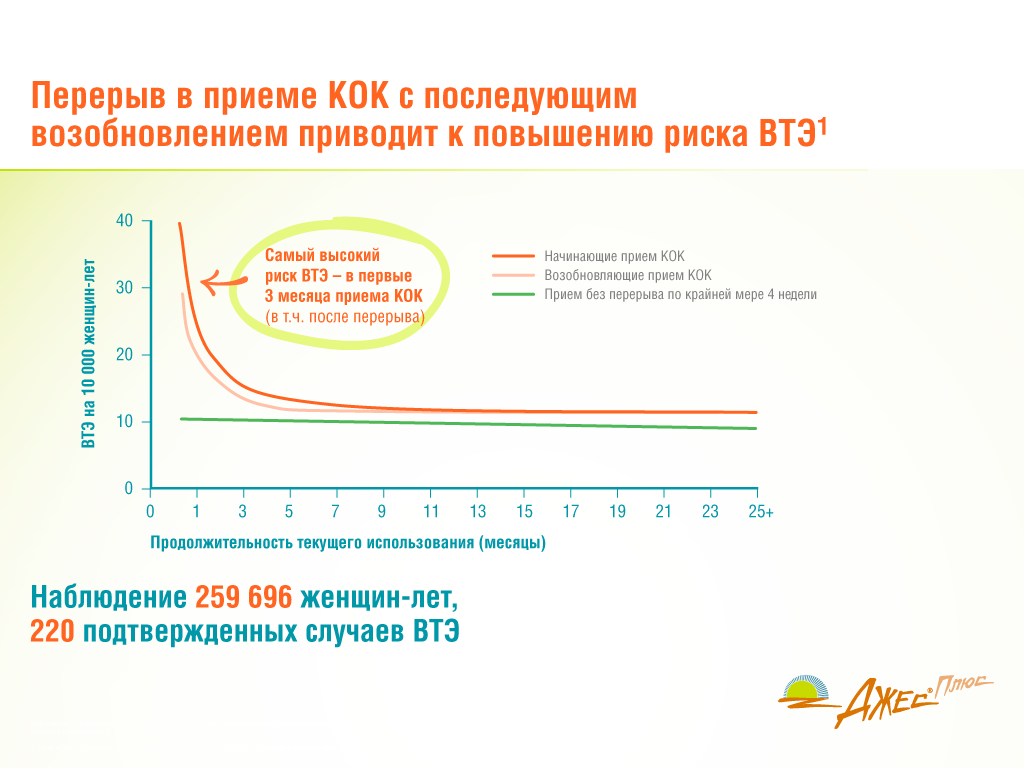 Перерыв в приеме КОК с последующим
возобновлением приводит к повышению риска ВТЭ¹
ВТЭ на 10 000 женщин-лет
40
30
20
10
0
Самый высокий
риск ВТЭ – в первые
3 месяца приема КОК
(в т.ч. после перерыва)
Начинающие прием КОК
Возобновляющие прием КОК
Прием без перерыва по крайней мере 4 недели
0 1 3 5 7 9 11 13 15 17 19 21 23 25+
Продолжительность текущего использования (месяцы)
Наблюдение 259 696 женщин-лет,
220 подтвержденных случаев ВТЭ
Джес® Плюс